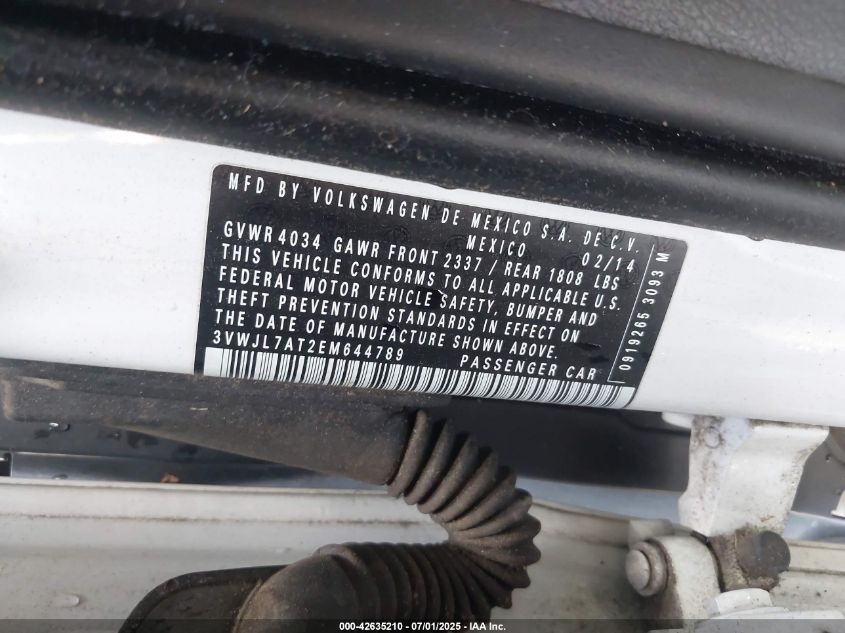 MFD BY VOLKSWAGEN DE MEXICO S.A. DE C.V.
MEXICO
GVWR 4034 GAWR FRONT 2337 / REAR 1808 LBS 02/14
THIS VEHICLE CONFORMS TO ALL APPLICABLE U.S.
FEDERAL MOTOR VEHICLE SAFETY, BUMPER AND
THEFT PREVENTION STANDARDS IN EFFECT ON
THE DATE OF MANUFACTURE SHOWN ABOVE.
3VWJL7AT2EM644789 PASSENGER CAR
0919265 3093 M
000-42635210 - 07/01/2025 - IAA Inc.